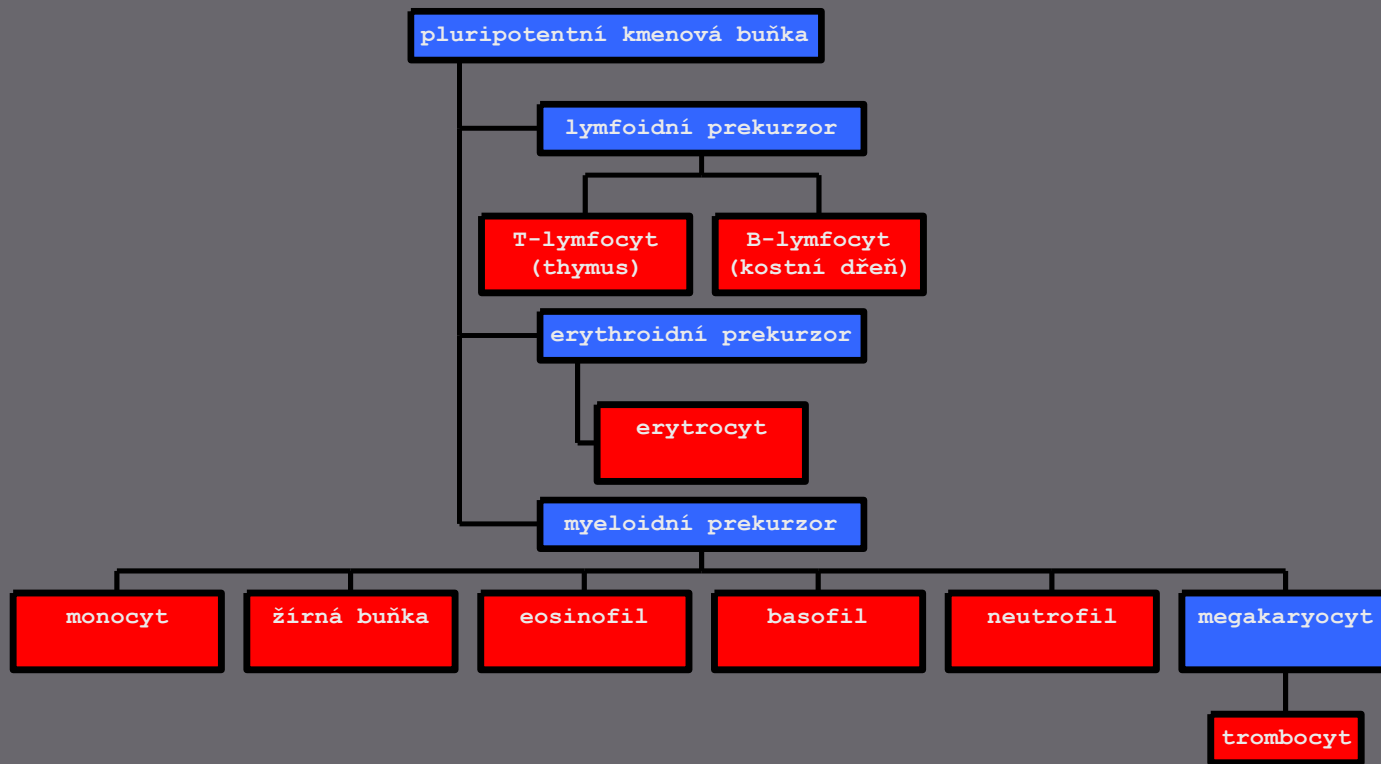 pluripotentní kmenová buňka
lymfoidní prekurzor
T-lymfocyt
(thymus)
B-lymfocyt
(kostní dřeň)
erythroidní prekurzor
erytrocyt
myeloidní prekurzor
monocyt
žírná buňka
eosinofil
basofil
neutrofil
megakaryocyt
trombocyt